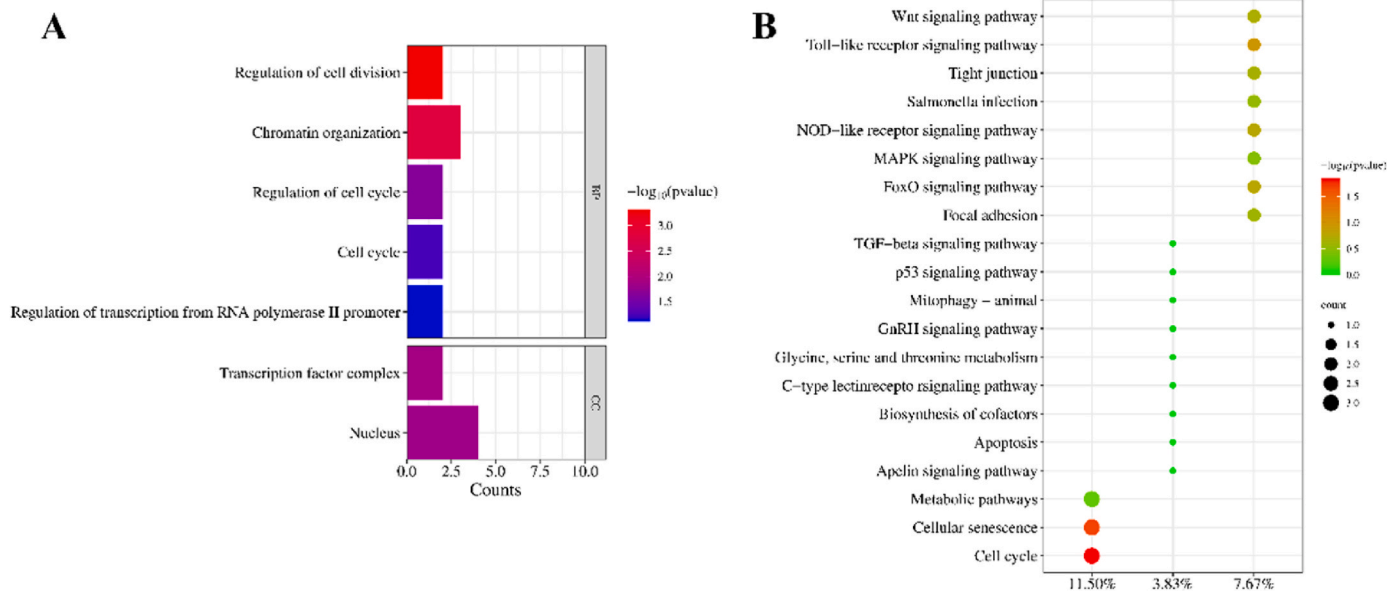 A
Regulation of cell division
Chromatin organization
Regulation of cell cycle
Cell cycle
Regulation of transcription from RNA polymerase II promoter
Transcription factor complex
Nucleus
BP
CC
0.0 2.5 5.0 7.5 10.0
Counts
−log10(pvalue)
3.0
2.5
2.0
1.5
B
Wnt signaling pathway
Toll−like receptor signaling pathway
Tight junction
Salmonella infection
NOD−like receptor signaling pathway
MAPK signaling pathway
FoxO signaling pathway
Focal adhesion
TGF−beta signaling pathway
p53 signaling pathway
Mitophagy − animal
GnRH signaling pathway
Glycine, serine and threonine metabolism
C−type lectinrecepto rsignaling pathway
Biosynthesis of cofactors
Apoptosis
Apelin signaling pathway
Metabolic pathways
Cellular senescence
Cell cycle
11.50% 3.83% 7.67%
−log10(pvalue)
1.5
1.0
0.5
0.0
count
1.0
1.5
2.0
2.5
3.0